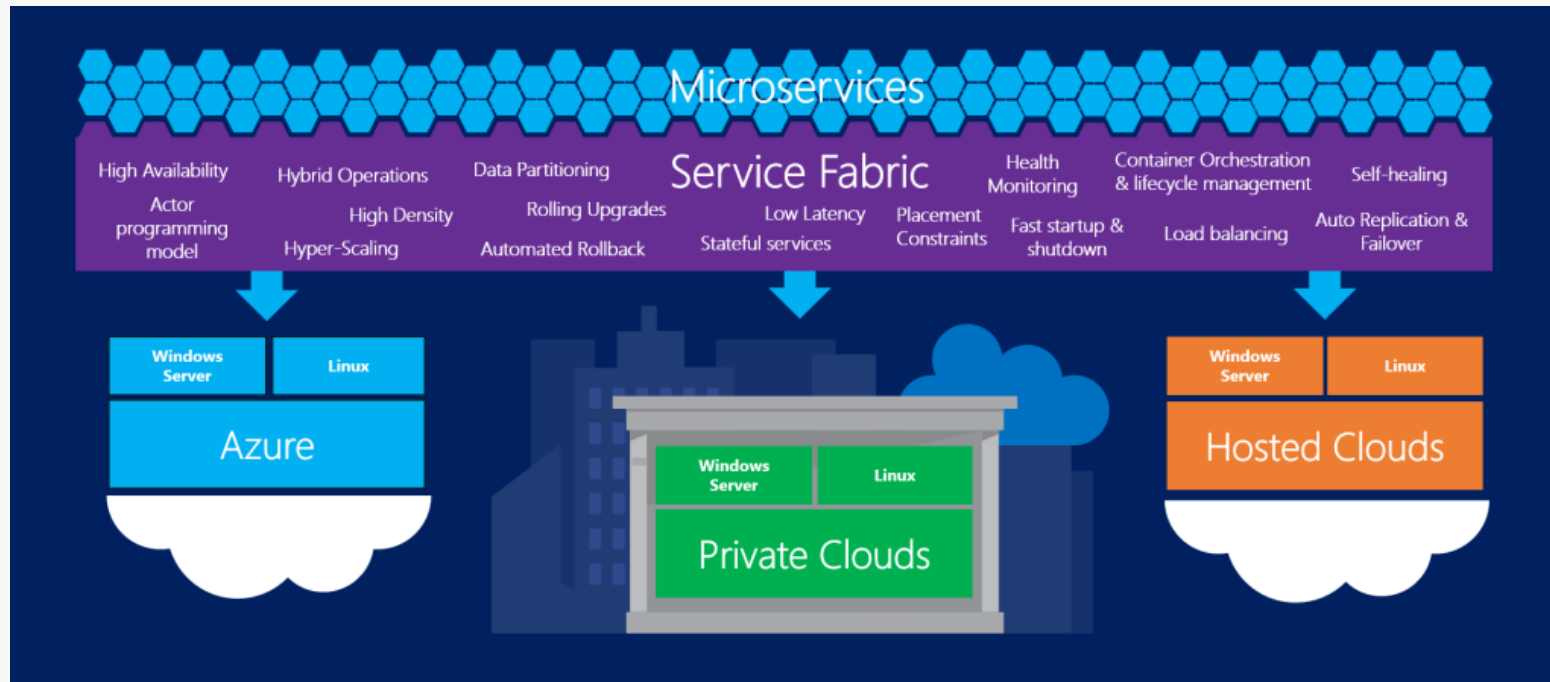 Microservices
Service Fabric
High Availability
Actor
programming
model
Hybrid Operations
High Density
Hyper-Scaling
Data Partitioning
Rolling Upgrades
Automated Rollback
Low Latency
Stateful services
Placement
Constraints
Health
Monitoring
Fast startup &
shutdown
Container Orchestration
& lifecycle management
Load balancing
Self-healing
Auto Replication &
Failover
Windows
Server
Linux
Azure
Windows
Server
Linux
Private Clouds
Windows
Server
Linux
Hosted Clouds